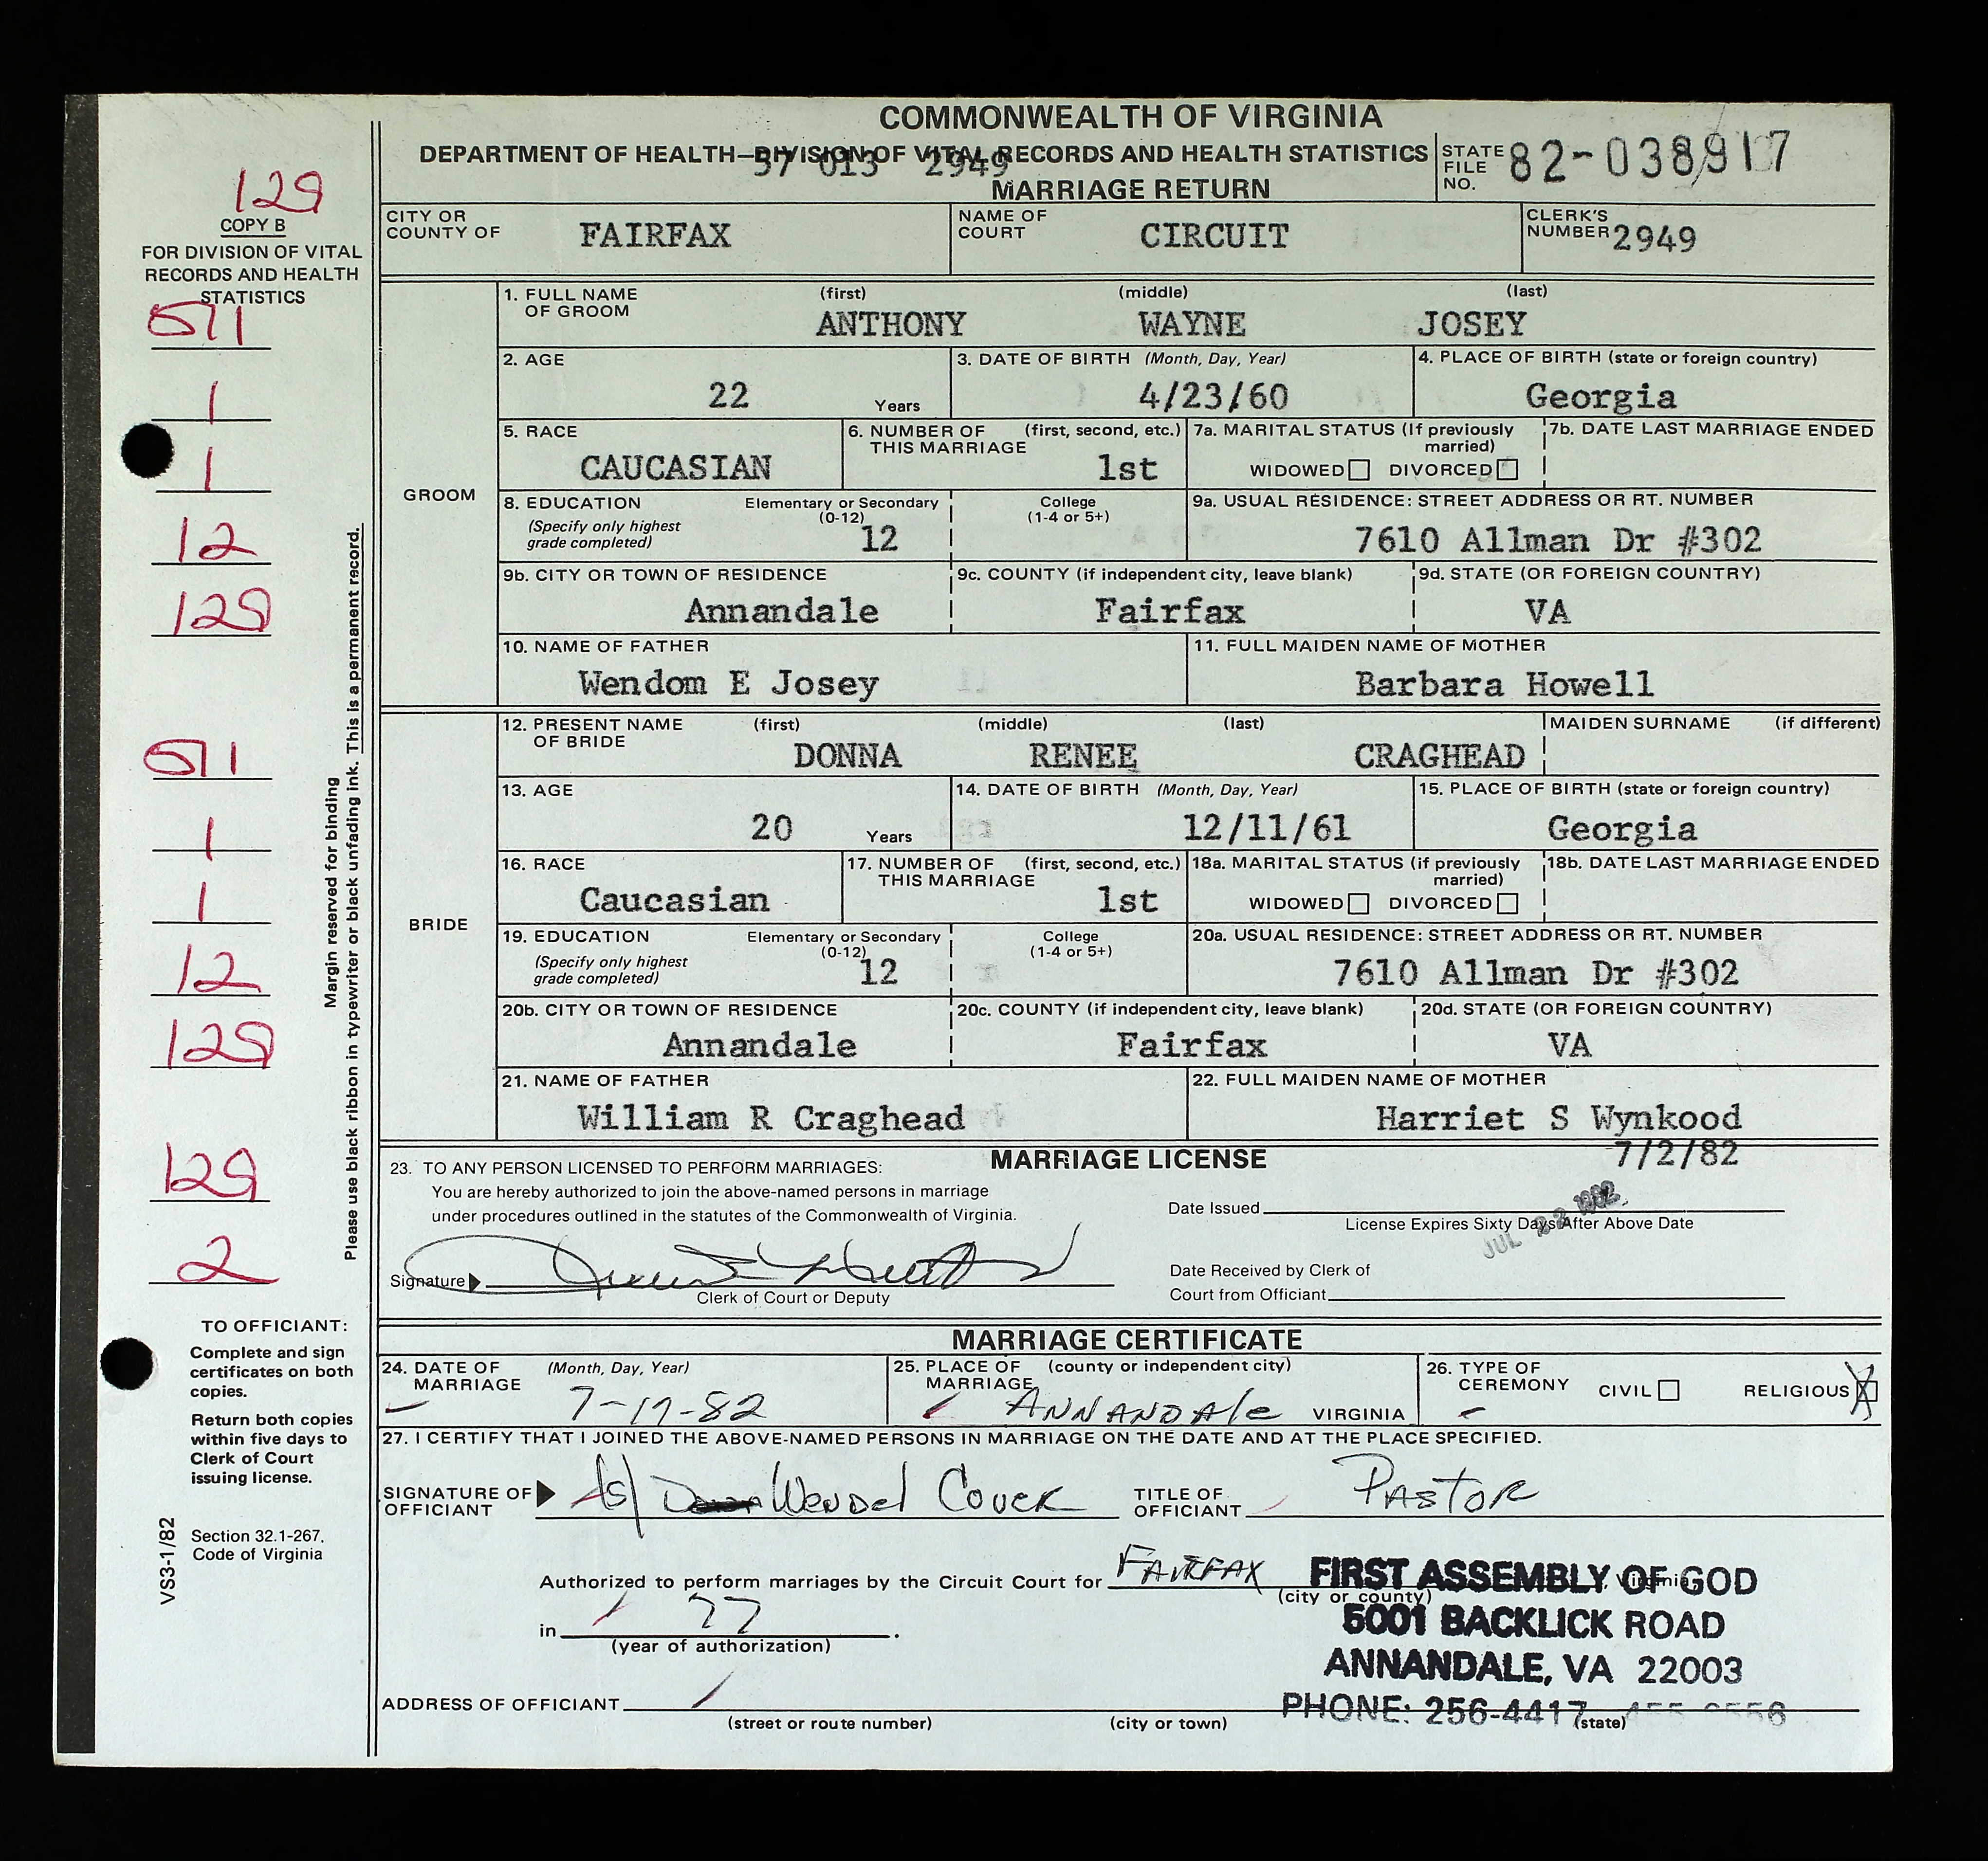 COMMONWEALTH OF VIRGINIA
DEPARTMENT OF HEALTH—DIVISION OF VITAL RECORDS AND HEALTH STATISTICS
57 013 2949
MARRIAGE RETURN
STATE FILE NO. 82-038917
129
COPY B
FOR DIVISION OF VITAL
RECORDS AND HEALTH
STATISTICS
CITY OR COUNTY OF FAIRFAX
NAME OF COURT CIRCUIT
CLERK'S NUMBER 2949
GROOM
1. FULL NAME OF GROOM (first) (middle) (last)
ANTHONY WAYNE JOSEY
2. AGE 22 Years
3. DATE OF BIRTH (Month, Day, Year) 4/23/60
4. PLACE OF BIRTH (state or foreign country) Georgia
5. RACE CAUCASIAN
6. NUMBER OF THIS MARRIAGE (first, second, etc.) 1st
7a. MARITAL STATUS (If previously married) WIDOWED DIVORCED
7b. DATE LAST MARRIAGE ENDED
8. EDUCATION (Specify only highest grade completed) Elementary or Secondary (0-12) 12
College (1-4 or 5+)
9a. USUAL RESIDENCE: STREET ADDRESS OR RT. NUMBER 7610 Allman Dr #302
9b. CITY OR TOWN OF RESIDENCE Annandale
9c. COUNTY (if independent city, leave blank) Fairfax
9d. STATE (OR FOREIGN COUNTRY) VA
10. NAME OF FATHER Wendom E Josey
11. FULL MAIDEN NAME OF MOTHER Barbara Howell
BRIDE
12. PRESENT NAME OF BRIDE (first) (middle) (last)
DONNA RENEE CRAGHEAD
MAIDEN SURNAME (if different)
13. AGE 20 Years
14. DATE OF BIRTH (Month, Day, Year) 12/11/61
15. PLACE OF BIRTH (state or foreign country) Georgia
16. RACE Caucasian
17. NUMBER OF THIS MARRIAGE (first, second, etc.) 1st
18a. MARITAL STATUS (if previously married) WIDOWED DIVORCED
18b. DATE LAST MARRIAGE ENDED
19. EDUCATION (Specify only highest grade completed) Elementary or Secondary (0-12) 12
College (1-4 or 5+)
20a. USUAL RESIDENCE: STREET ADDRESS OR RT. NUMBER 7610 Allman Dr #302
20b. CITY OR TOWN OF RESIDENCE Annandale
20c. COUNTY (if independent city, leave blank) Fairfax
20d. STATE (OR FOREIGN COUNTRY) VA
21. NAME OF FATHER William R Craghead
22. FULL MAIDEN NAME OF MOTHER Harriet S Wynkood
MARRIAGE LICENSE
23. TO ANY PERSON LICENSED TO PERFORM MARRIAGES:
You are hereby authorized to join the above-named persons in marriage
under procedures outlined in the statutes of the Commonwealth of Virginia.
Signature
Clerk of Court or Deputy
7/2/82
Date Issued
License Expires Sixty Days After Above Date
JUL 22 1982
Date Received by Clerk of
Court from Officiant
MARRIAGE CERTIFICATE
24. DATE OF MARRIAGE (Month, Day, Year) 7-17-82
25. PLACE OF MARRIAGE (county or independent city) ANNANDAle VIRGINIA
26. TYPE OF CEREMONY CIVIL RELIGIOUS X
27. I CERTIFY THAT I JOINED THE ABOVE-NAMED PERSONS IN MARRIAGE ON THE DATE AND AT THE PLACE SPECIFIED.
SIGNATURE OF OFFICIANT /s/ Wendel Cover
TITLE OF OFFICIANT PASTOR
Authorized to perform marriages by the Circuit Court for FAIRFAX, Virginia
(city or county)
in 77.
(year of authorization)
FIRST ASSEMBLY OF GOD
5001 BACKLICK ROAD
ANNANDALE, VA 22003
PHONE: 256-4417
ADDRESS OF OFFICIANT
(street or route number) (city or town) (state)
511
1
1
12
129
511
1
1
12
129
129
2
Margin reserved for binding
Please use black ribbon in typewriter or black unfading ink. This is a permanent record.
TO OFFICIANT:
Complete and sign
certificates on both
copies.
Return both copies
within five days to
Clerk of Court
issuing license.
Section 32.1-267,
Code of Virginia
VS3-1/82